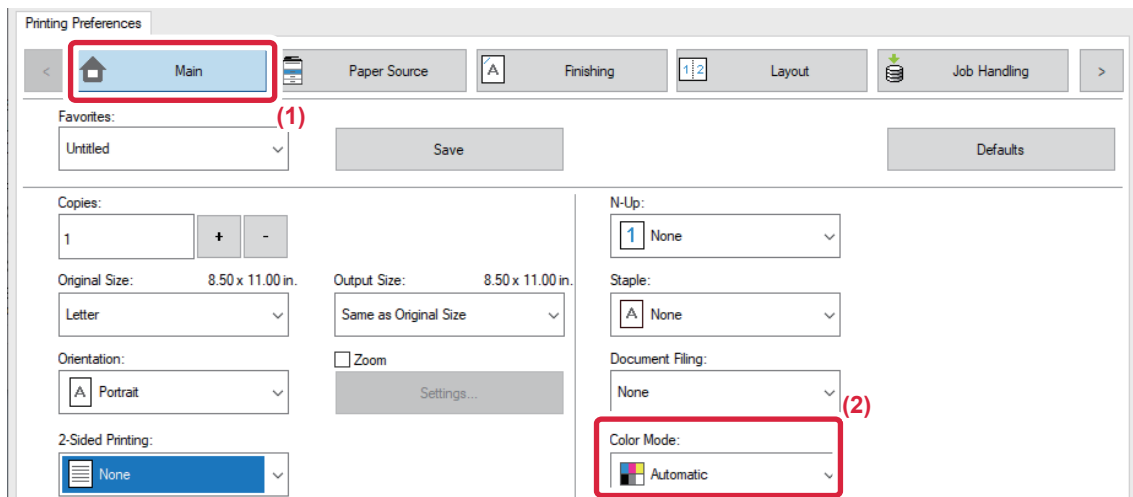 Printing Preferences
< Main Paper Source A Finishing 1 2 Layout Job Handling >
(1)
Favorites:
Untitled Save Defaults
Copies: N-Up:
1 + - 1 None
Original Size: 8.50 x 11.00 in. Output Size: 8.50 x 11.00 in. Staple:
Letter Same as Original Size A None
Orientation: Zoom Document Filing:
A Portrait Settings... None
(2)
2-Sided Printing: Color Mode:
None Automatic